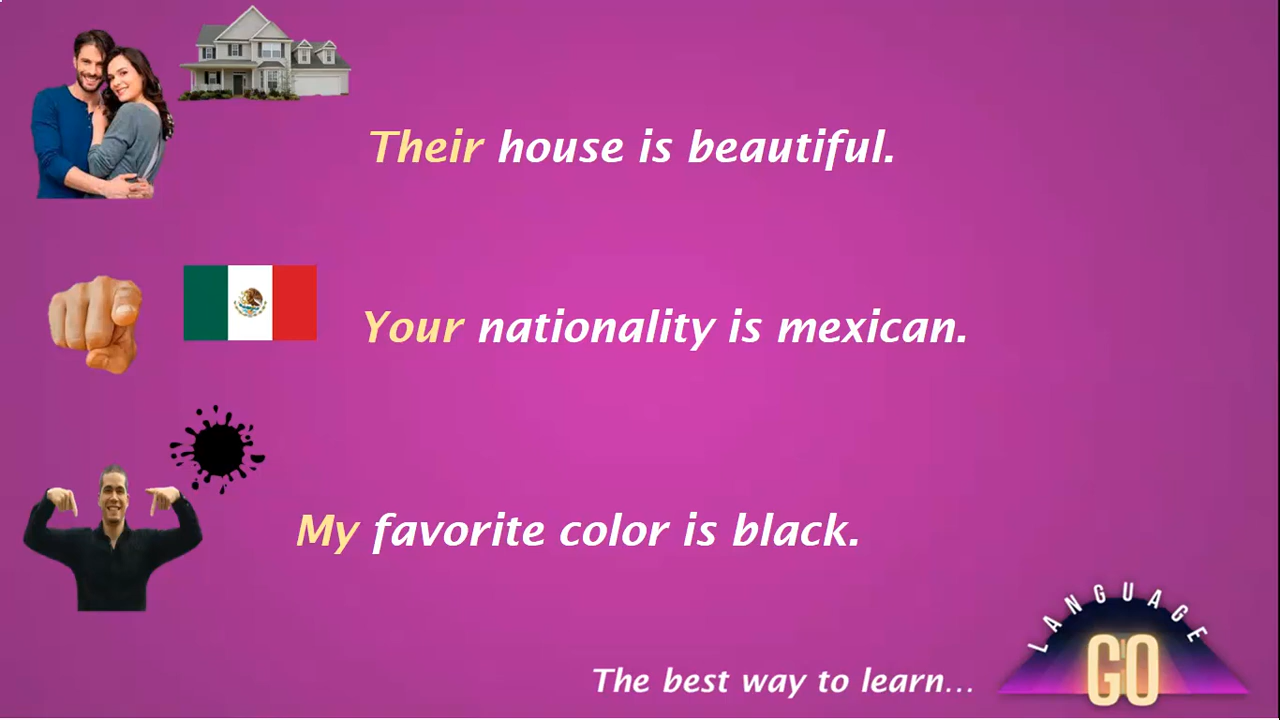 Their house is beautiful.
Your nationality is mexican.
My favorite color is black.
The best way to learn...
LANGUAGE
GO